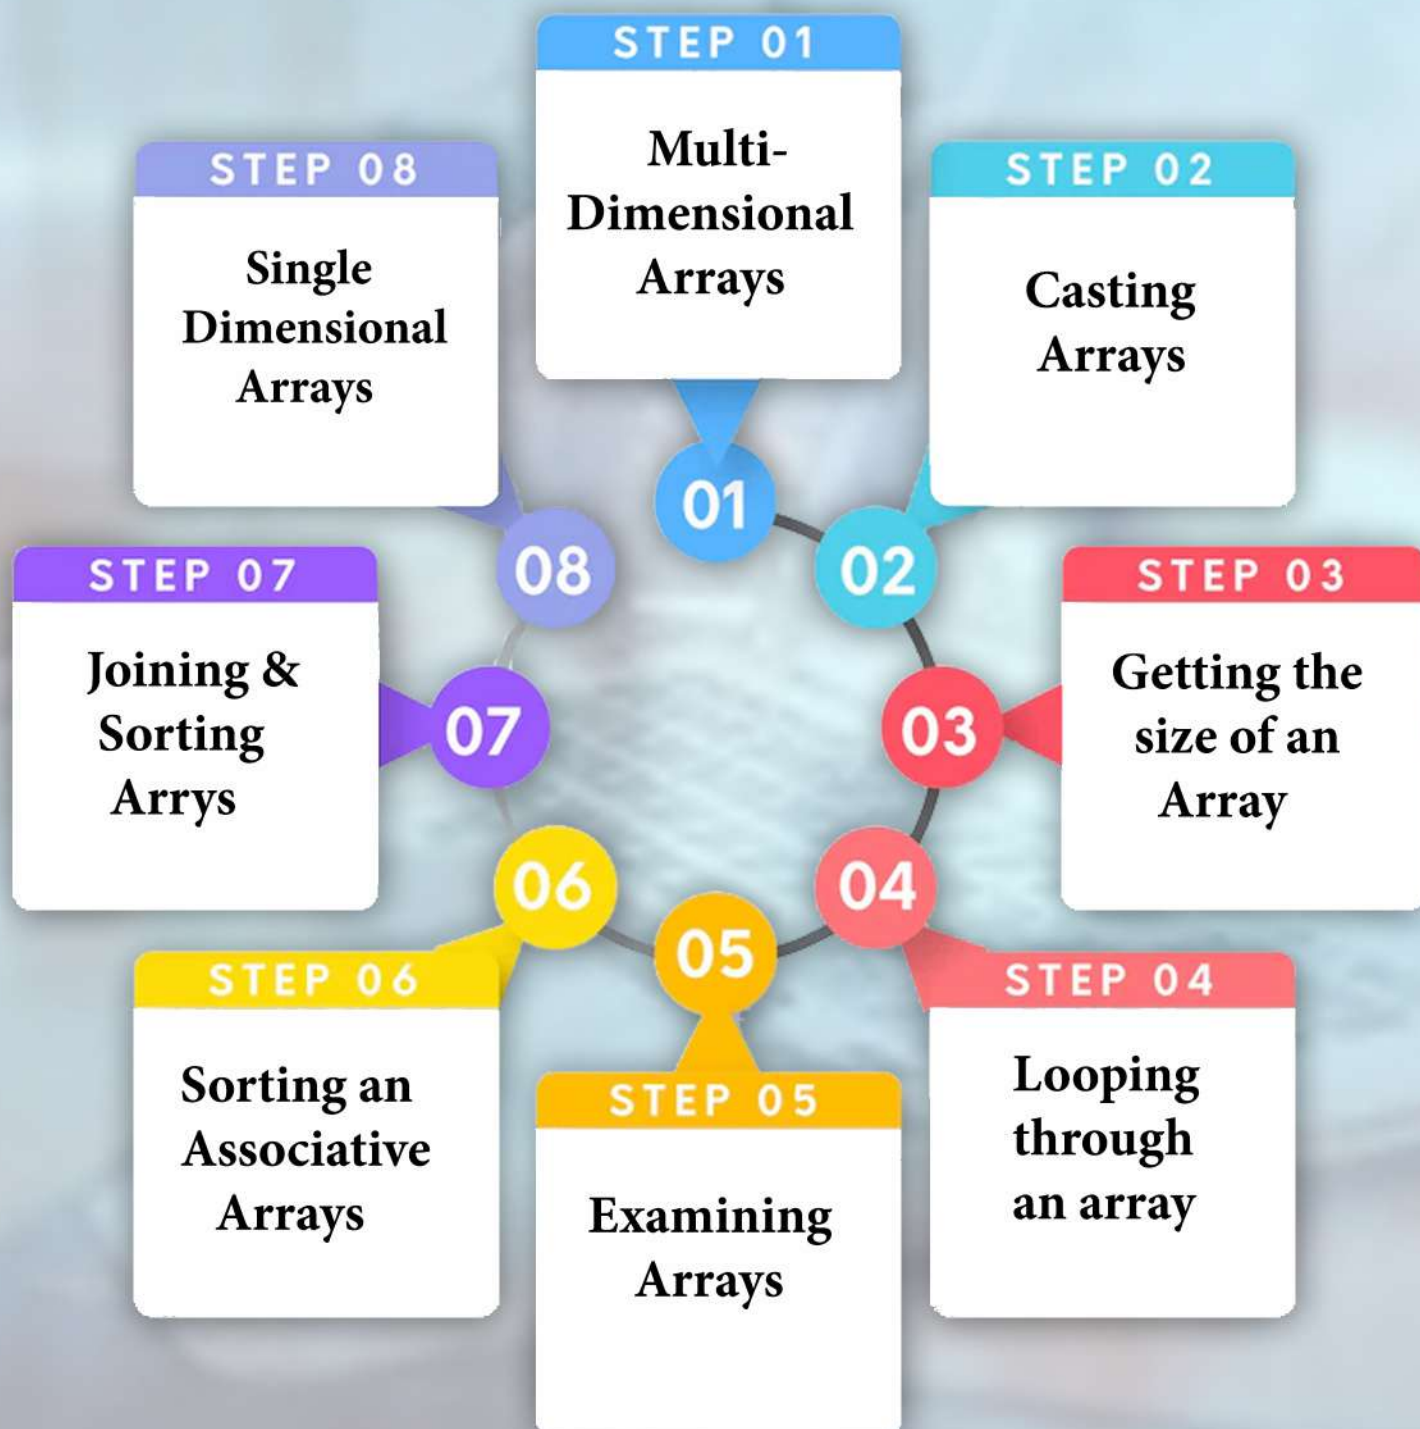 STEP 01
Multi-
Dimensional
Arrays
STEP 02
Casting
Arrays
STEP 03
Getting the
size of an
Array
STEP 04
Looping
through
an array
STEP 05
Examining
Arrays
STEP 06
Sorting an
Associative
Arrays
STEP 07
Joining &
Sorting
Arrys
STEP 08
Single
Dimensional
Arrays
01
02
03
04
05
06
07
08